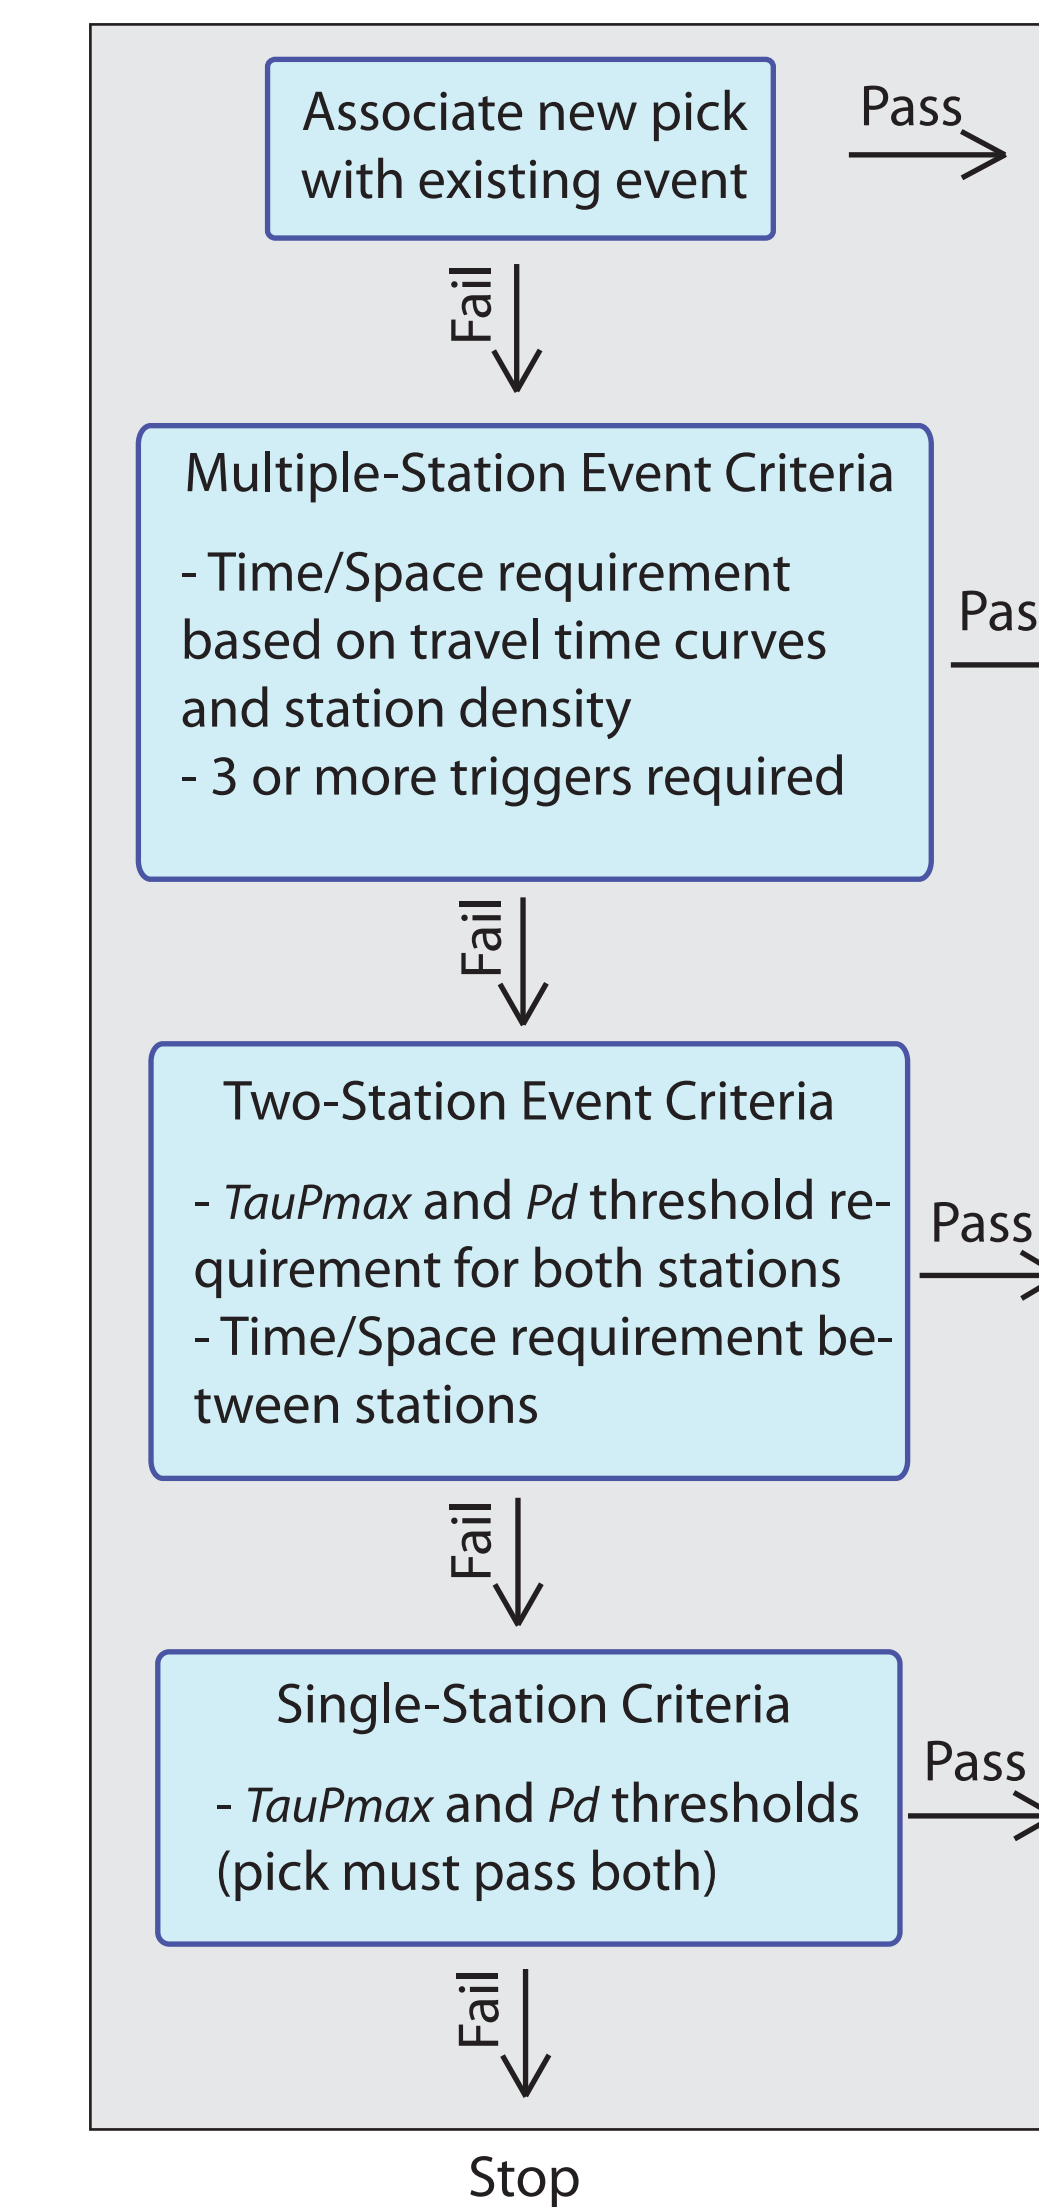 Associate new pick
with existing event
Pass
Fail
Multiple-Station Event Criteria
- Time/Space requirement
based on travel time curves
and station density
- 3 or more triggers required
Pas
Fail
Two-Station Event Criteria
- TauPmax and Pd threshold re-
quirement for both stations
- Time/Space requirement be-
tween stations
Pass
Fail
Single-Station Criteria
- TauPmax and Pd thresholds
(pick must pass both)
Pass
Fail
Stop